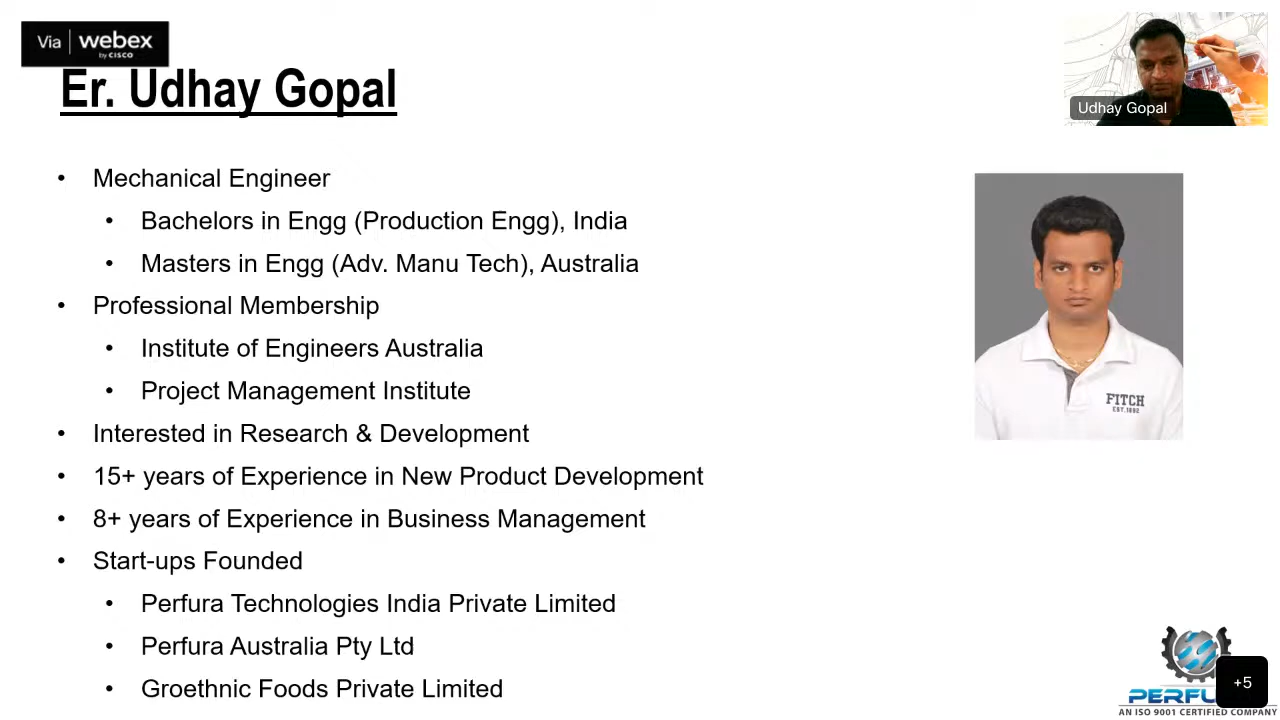 Via webex
by CISCO
Er. Udhay Gopal
Udhay Gopal
• Mechanical Engineer
• Bachelors in Engg (Production Engg), India
• Masters in Engg (Adv. Manu Tech), Australia
• Professional Membership
• Institute of Engineers Australia
• Project Management Institute
• Interested in Research & Development
• 15+ years of Experience in New Product Development
• 8+ years of Experience in Business Management
• Start-ups Founded
• Perfura Technologies India Private Limited
• Perfura Australia Pty Ltd
• Groethnic Foods Private Limited
FITCH
EST.1892
+5
AN ISO 9001 CERTIFIED COMPANY